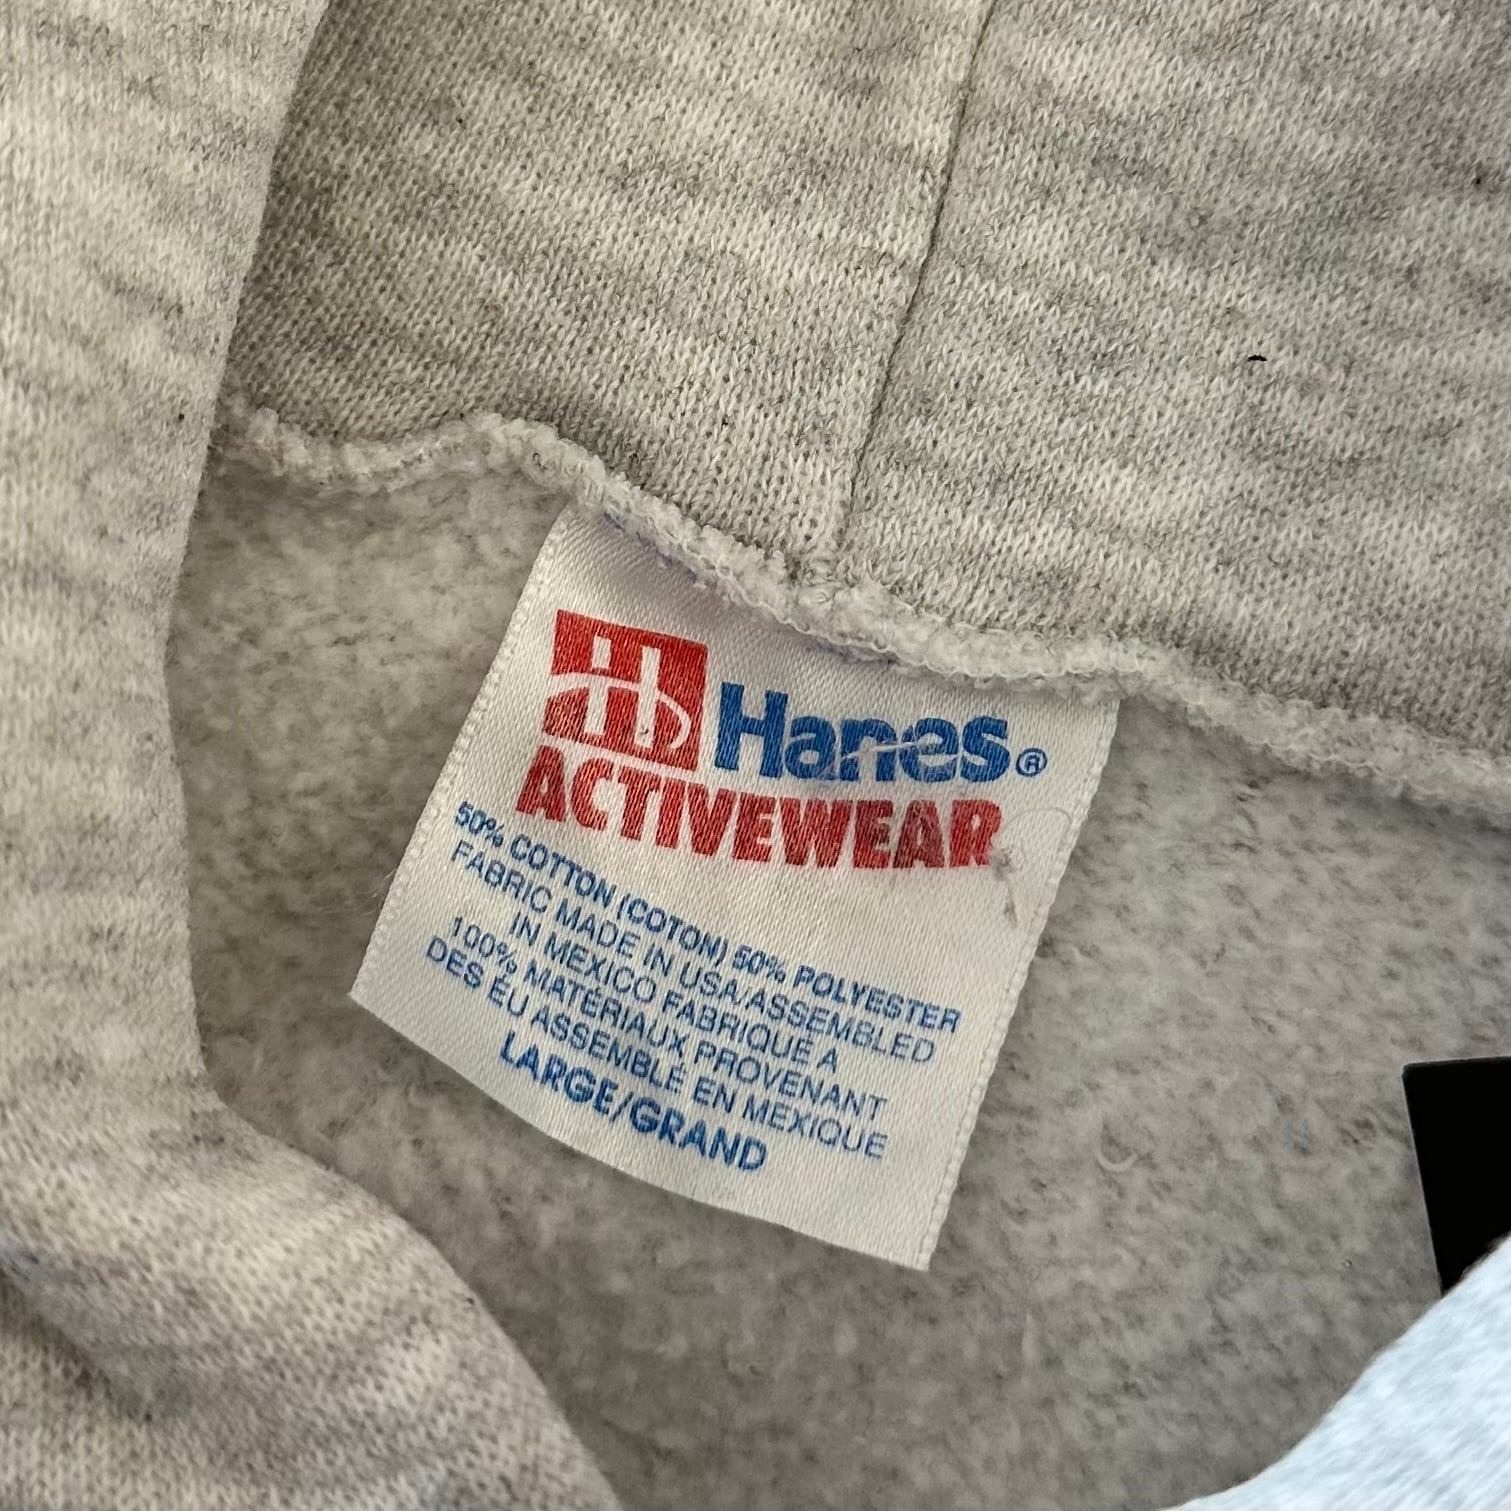 Hanes®
ACTIVEWEAR
50% COTTON (COTON) 50% POLYESTER
FABRIC MADE IN USA/ASSEMBLED
IN MEXICO FABRIQUÉ À
100% MATÉRIAUX PROVENANT
DES ÉU ASSEMBLÉ EN MEXIQUE
LARGE/GRAND